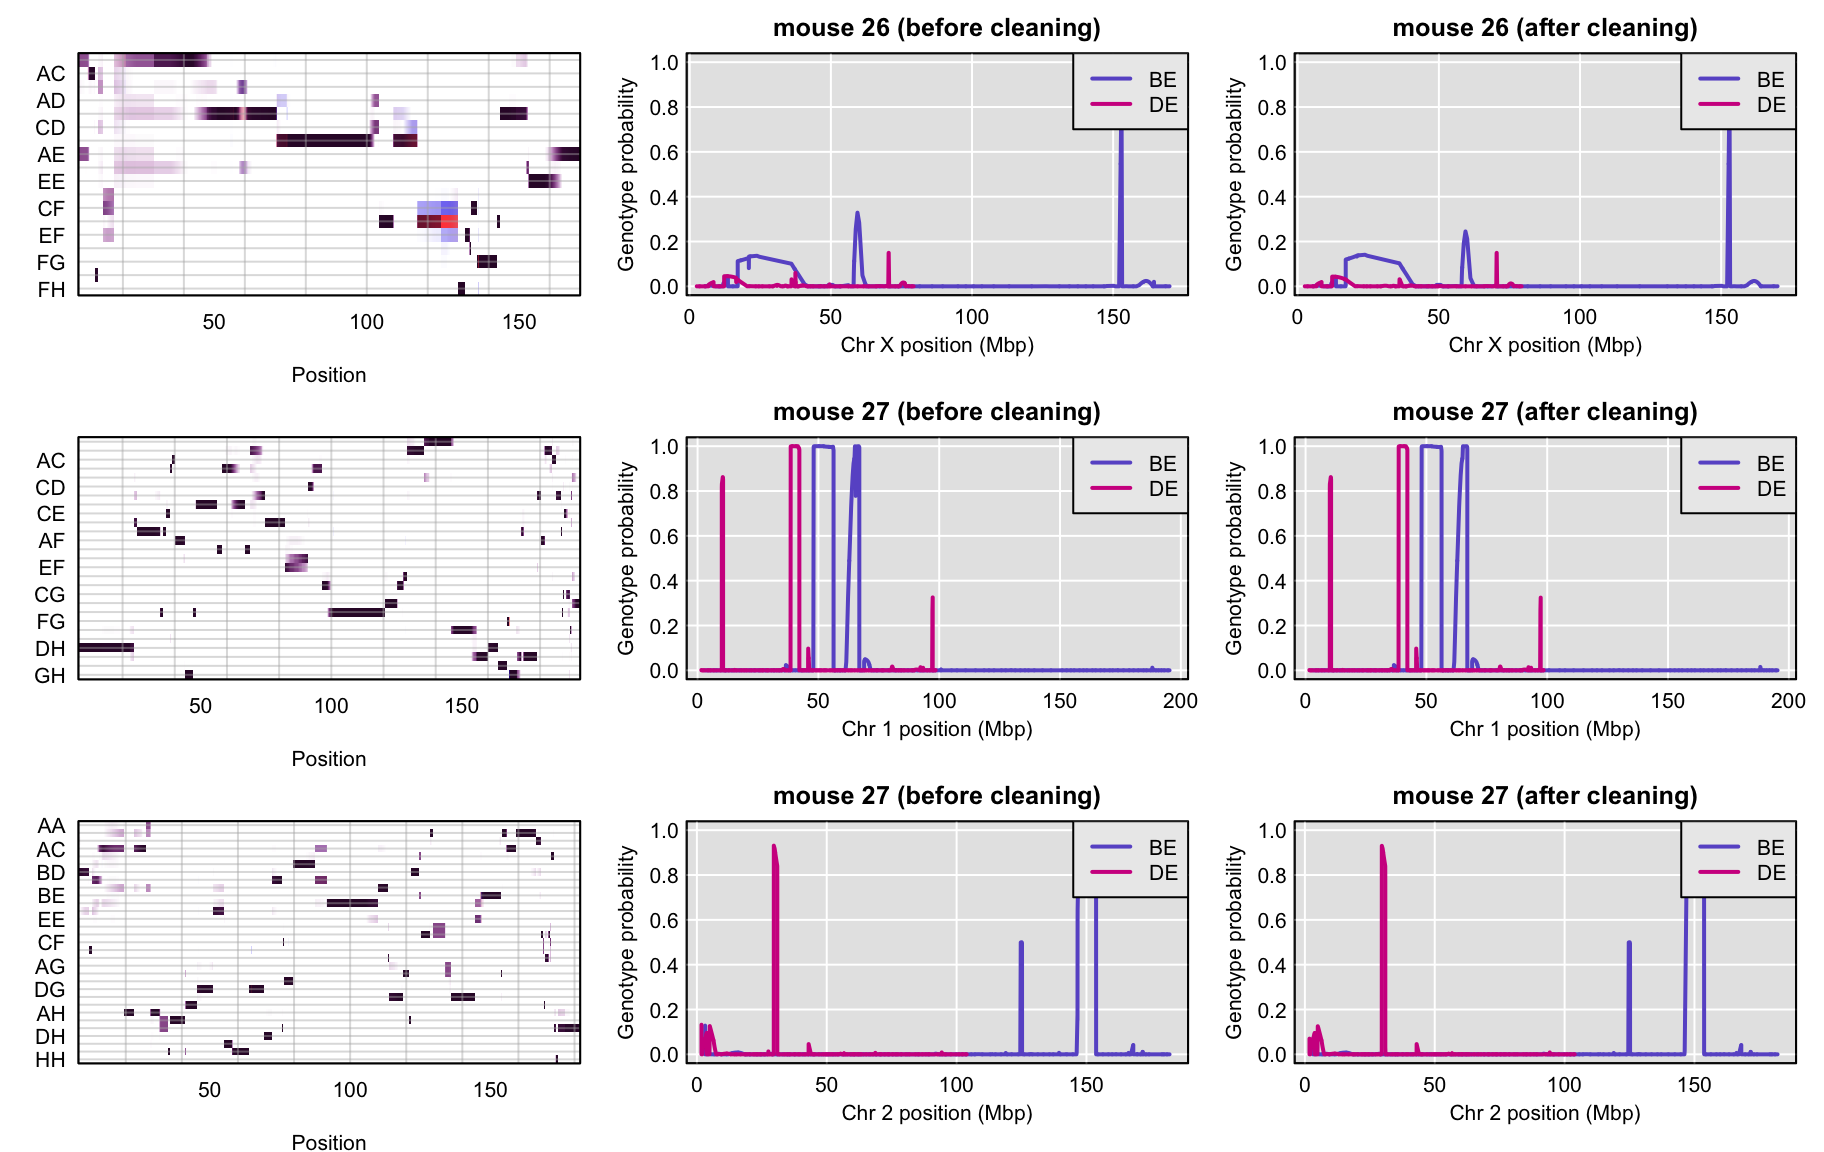 AC
AD
CD
AE
EE
CF
EF
FG
FH
50 100 150
Position
mouse 26 (before cleaning)
Genotype probability
1.0
0.8
0.6
0.4
0.2
0.0
BE
DE
0 50 100 150
Chr X position (Mbp)
mouse 26 (after cleaning)
Genotype probability
1.0
0.8
0.6
0.4
0.2
0.0
BE
DE
0 50 100 150
Chr X position (Mbp)
AC
CD
CE
AF
EF
CG
FG
DH
GH
50 100 150
Position
mouse 27 (before cleaning)
Genotype probability
1.0
0.8
0.6
0.4
0.2
0.0
BE
DE
0 50 100 150 200
Chr 1 position (Mbp)
mouse 27 (after cleaning)
Genotype probability
1.0
0.8
0.6
0.4
0.2
0.0
BE
DE
0 50 100 150 200
Chr 1 position (Mbp)
AA
AC
BD
BE
EE
CF
AG
DG
AH
DH
HH
50 100 150
Position
mouse 27 (before cleaning)
Genotype probability
1.0
0.8
0.6
0.4
0.2
0.0
BE
DE
0 50 100 150
Chr 2 position (Mbp)
mouse 27 (after cleaning)
Genotype probability
1.0
0.8
0.6
0.4
0.2
0.0
BE
DE
0 50 100 150
Chr 2 position (Mbp)